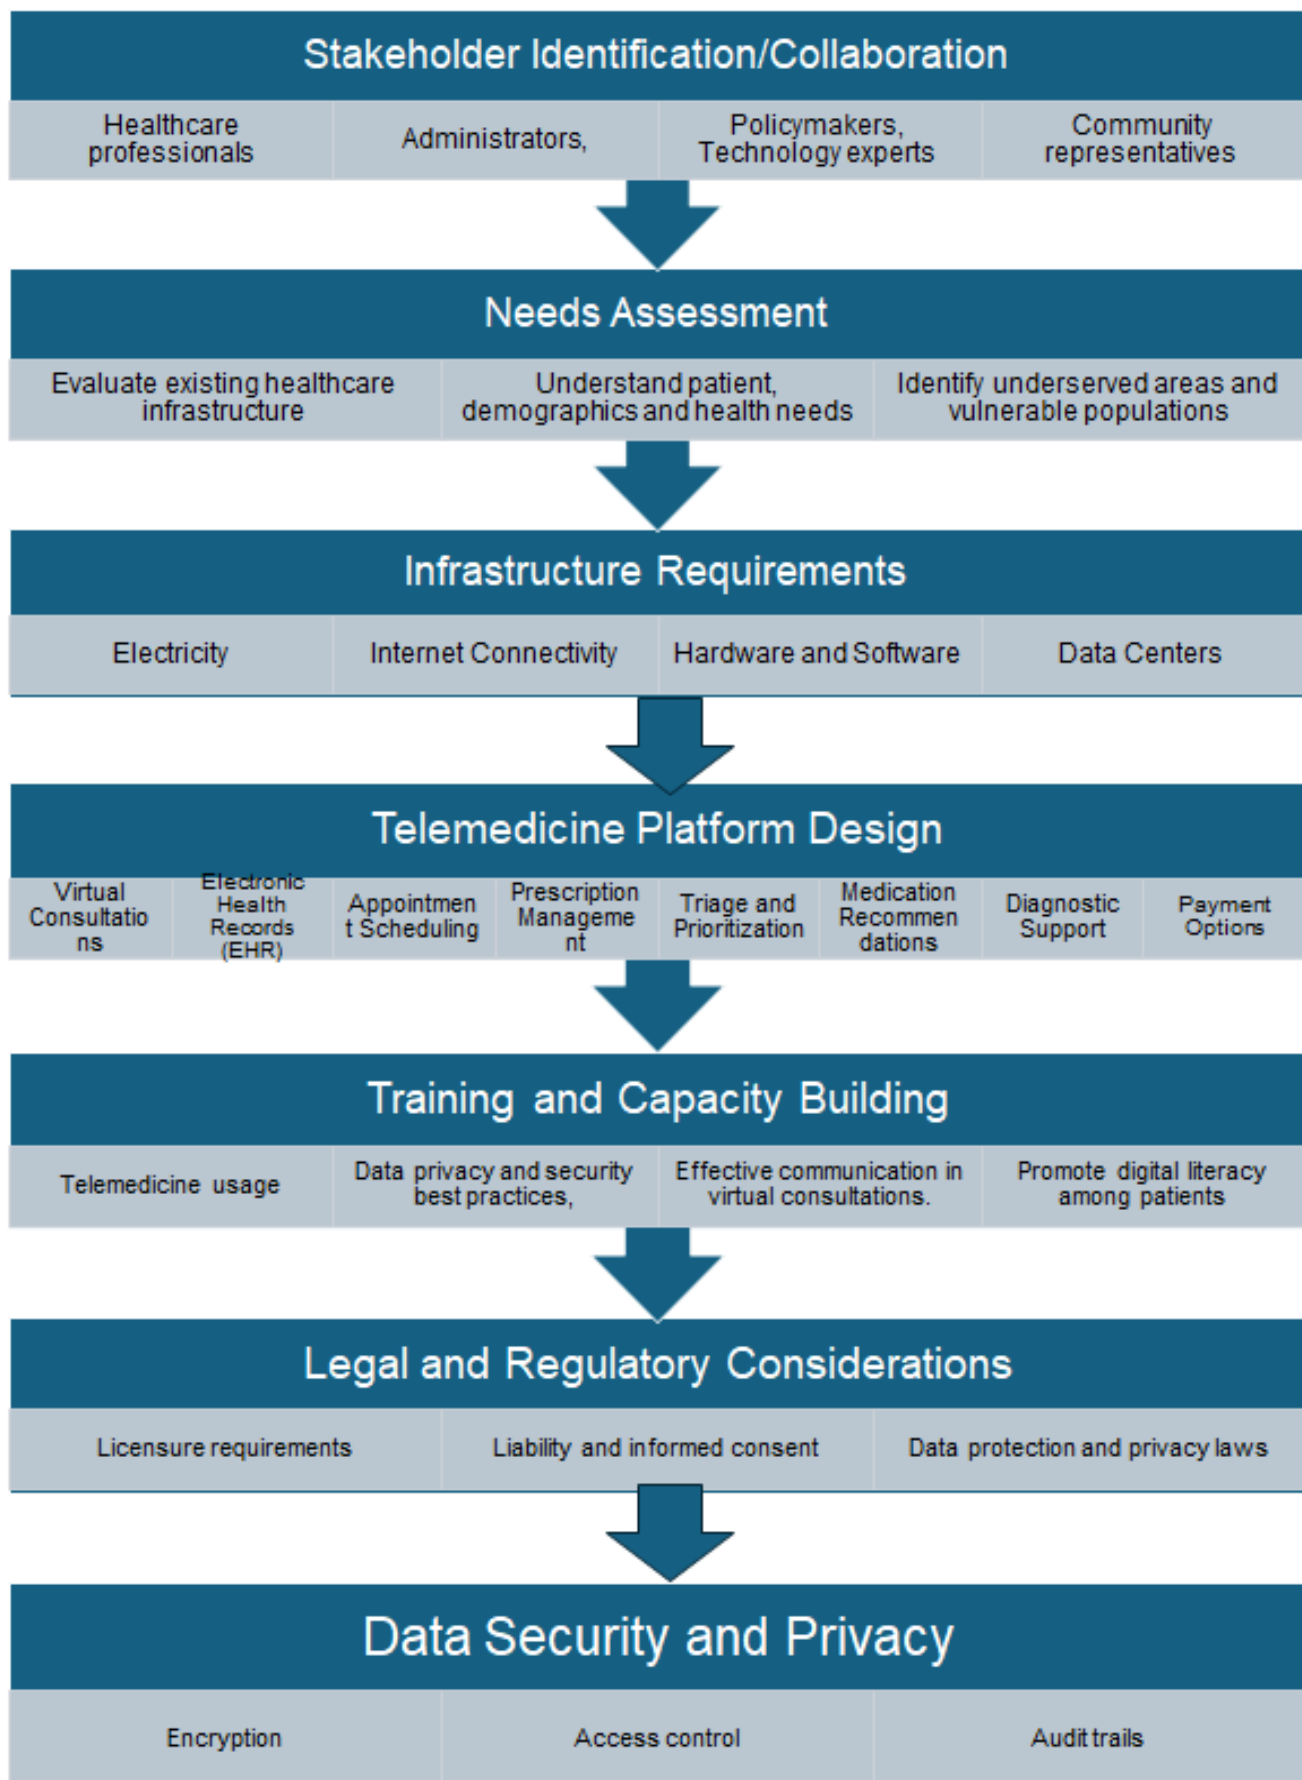 Stakeholder Identification/Collaboration
Healthcare
professionals
Administrators,
Policymakers,
Technology experts
Community
representatives
Needs Assessment
Evaluate existing healthcare
infrastructure
Understand patient,
demographics and health needs
Identify underserved areas and
vulnerable populations
Infrastructure Requirements
Electricity
Internet Connectivity
Hardware and Software
Data Centers
Telemedicine Platform Design
Virtual
Consultatio
ns
Electronic
Health
Records
(EHR)
Appointmen
t Scheduling
Prescription
Manageme
nt
Triage and
Prioritization
Medication
Recommen
dations
Diagnostic
Support
Payment
Options
Training and Capacity Building
Telemedicine usage
Data privacy and security
best practices,
Effective communication in
virtual consultations.
Promote digital literacy
among patients
Legal and Regulatory Considerations
Licensure requirements
Liability and informed consent
Data protection and privacy laws
Data Security and Privacy
Encryption
Access control
Audit trails